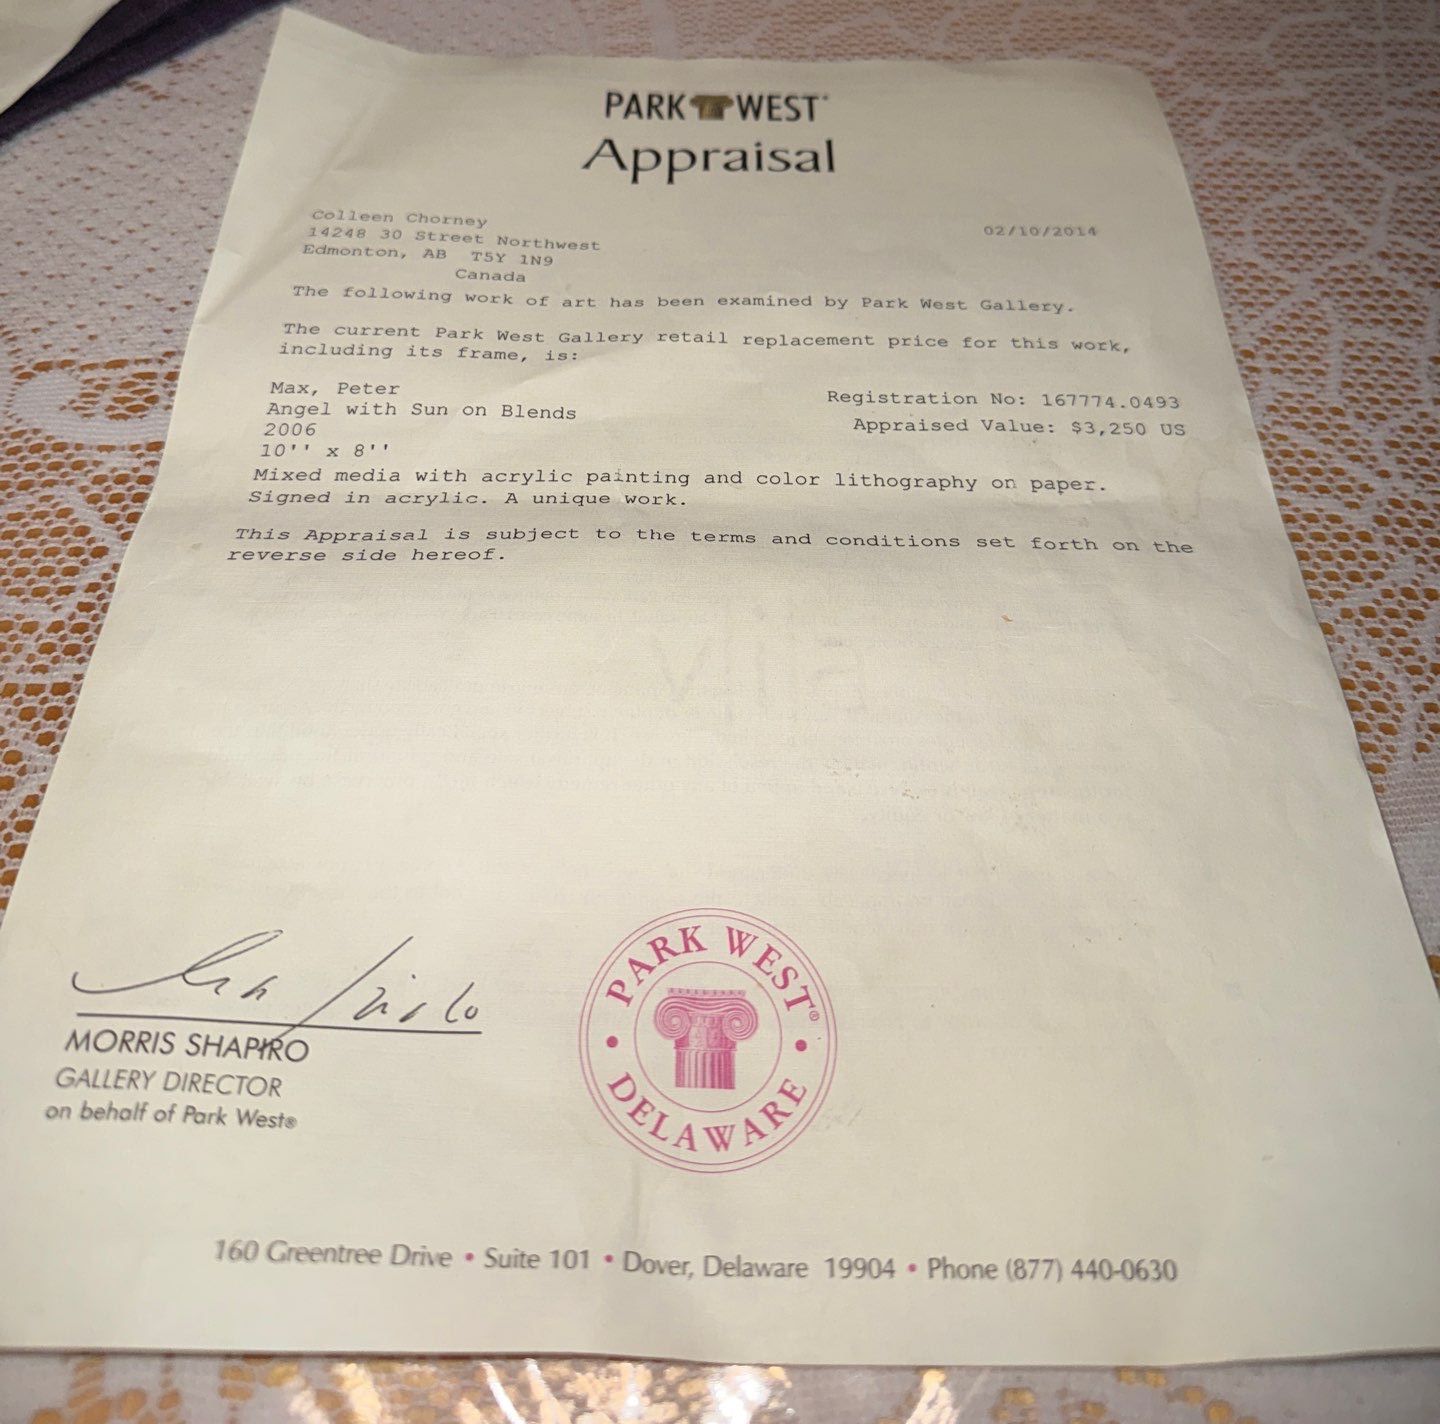 PARK WEST
Appraisal
Colleen Chorney
14248 30 Street Northwest
Edmonton, AB T5Y 1N9
Canada
02/10/2014
The following work of art has been examined by Park West Gallery.
The current Park West Gallery retail replacement price for this work,
including its frame, is:
Max, Peter
Angel with Sun on Blends
2006
10'' x 8''
Registration No: 167774.0493
Appraised Value: $3,250 US
Mixed media with acrylic painting and color lithography on paper.
Signed in acrylic. A unique work.
This Appraisal is subject to the terms and conditions set forth on the
reverse side hereof.
MORRIS SHAPIRO
GALLERY DIRECTOR
on behalf of Park West®
PARK WEST®
DELAWARE
160 Greentree Drive • Suite 101 • Dover, Delaware 19904 • Phone (877) 440-0630